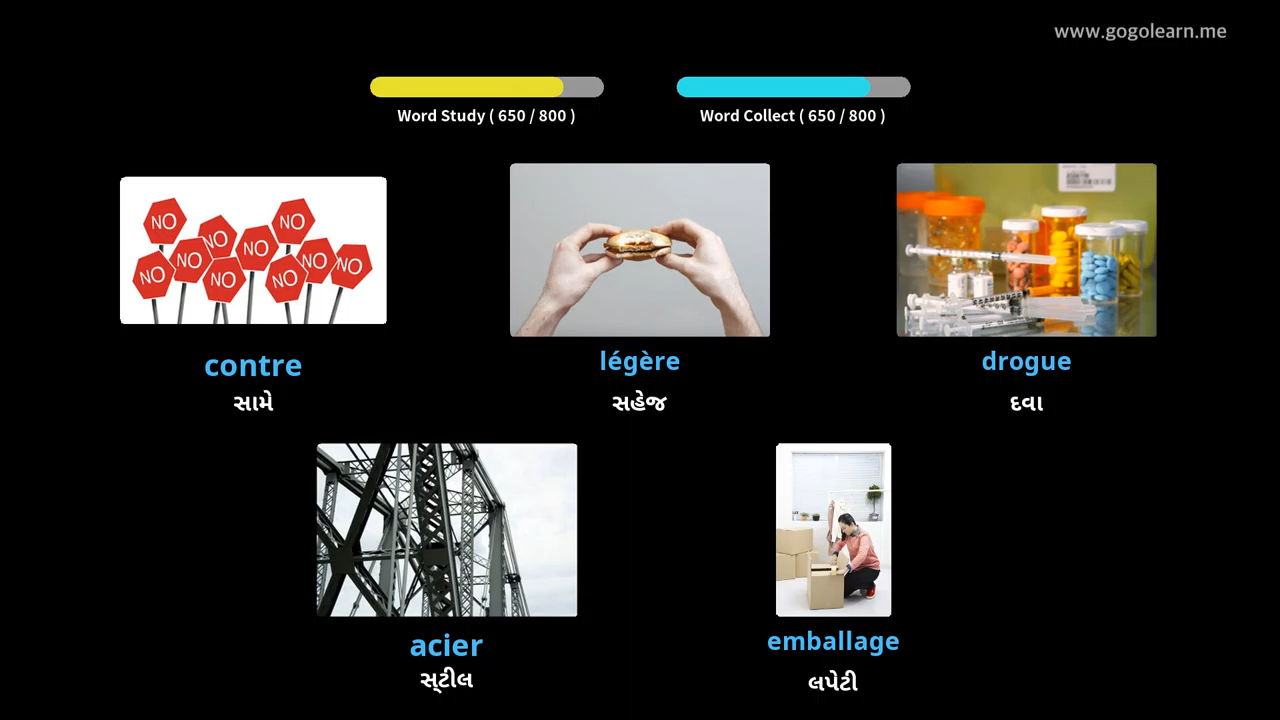 www.gogolearn.me
Word Study ( 650 / 800 )
Word Collect ( 650 / 800 )
NO
NO
NO
NO
NO
NO
NO
NO
NO
NO
contre
légère
drogue
સામે
સહેજ
દવા
acier
emballage
સ્ટીલ
લપેટી